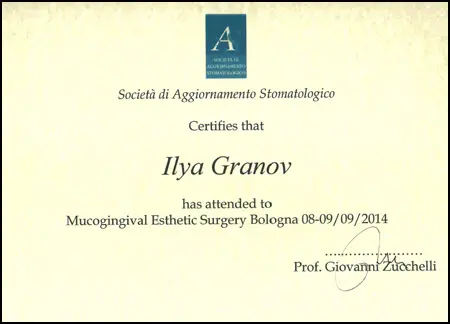 A
SOCIETÀ DI
AGGIORNAMENTO
STOMATOLOGICO
Società di Aggiornamento Stomatologico
Certifies that
Ilya Granov
has attended to
Mucogingival Esthetic Surgery Bologna 08-09/09/2014
Prof. Giovanni Zucchelli